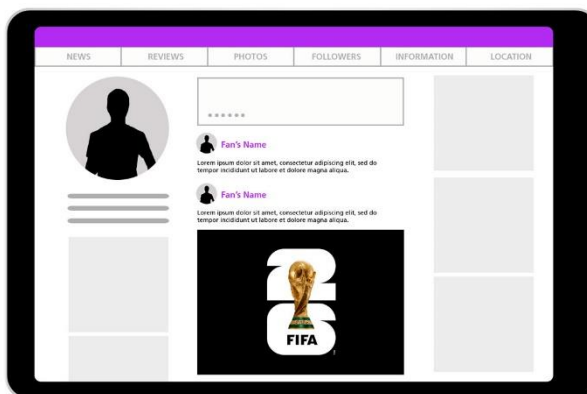 NEWS REVIEWS PHOTOS FOLLOWERS INFORMATION LOCATION
Fan's Name
Lorem ipsum dolor sit amet, consectetur adipiscing elit, sed do
tempor incididunt ut labore et dolore magna aliqua.
Fan's Name
Lorem ipsum dolor sit amet, consectetur adipiscing elit, sed do
tempor incididunt ut labore et dolore magna aliqua.
26
FIFA